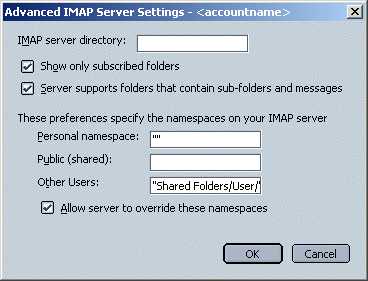 Advanced IMAP Server Settings - <accountname>
IMAP server directory:
Show only subscribed folders
Server supports folders that contain sub-folders and messages
These preferences specify the namespaces on your IMAP server
Personal namespace: ""
Public (shared):
Other Users: "Shared Folders/User/"
Allow server to override these namespaces
OK Cancel